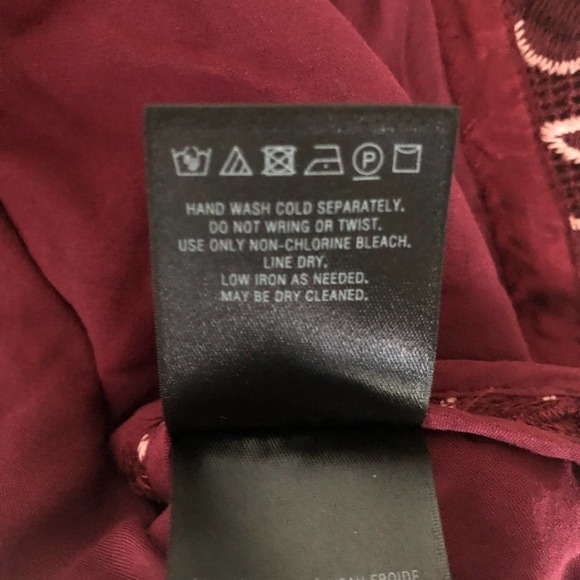 P
HAND WASH COLD SEPARATELY.
DO NOT WRING OR TWIST.
USE ONLY NON-CHLORINE BLEACH.
LINE DRY.
LOW IRON AS NEEDED.
MAY BE DRY CLEANED.
FROIDE